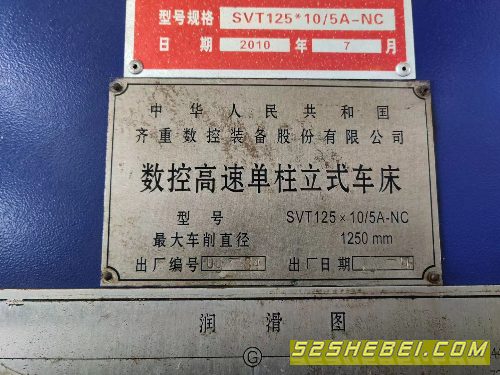 型号规格 SVT125*10/5A-NC
日 期 2010 年 7 月
中 华 人 民 共 和 国
齐重数控装备股份有限公司
数控高速单柱立式车床
型 号 SVT125×10/5A-NC
最大车削直径 1250 mm
出厂编号 出厂日期
润 滑 图
G
52SHEBEI.COM